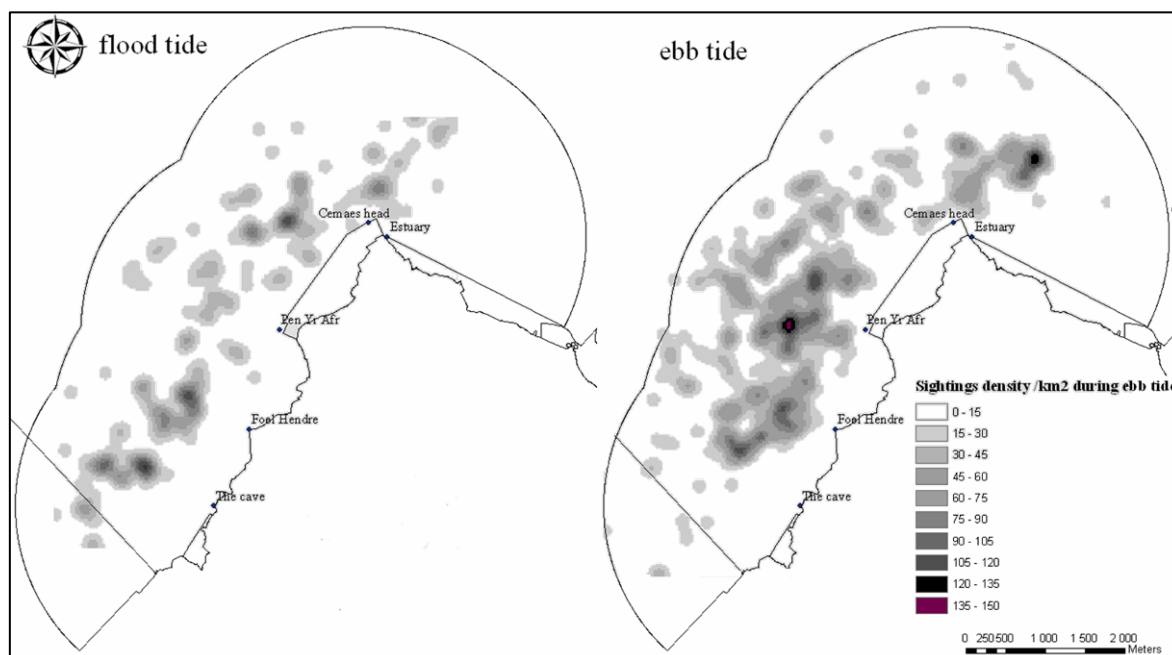 flood tide
ebb tide
Cemaes head
Estuary
Pen Yr Afr
Foel Hendre
The cave
Cemaes head
Estuary
Pen Yr Afr
Foel Hendre
The cave
Sightings density /km2 during ebb tide
0 - 15
15 - 30
30 - 45
45 - 60
60 - 75
75 - 90
90 - 105
105 - 120
120 - 135
135 - 150
0 250 500 1 000 1 500 2 000
Meters